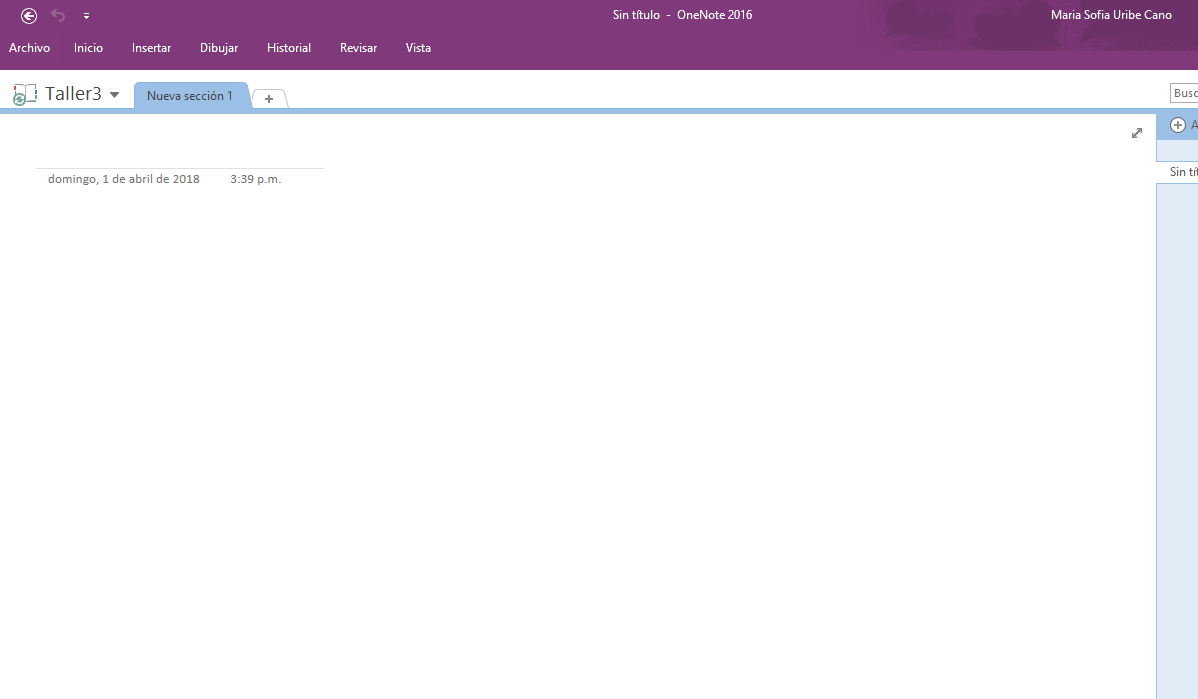 Sin título - OneNote 2016
Maria Sofia Uribe Cano
Archivo Inicio Insertar Dibujar Historial Revisar Vista
Taller3 Nueva sección 1
Busc
A
domingo, 1 de abril de 2018 3:39 p.m.
Sin tít